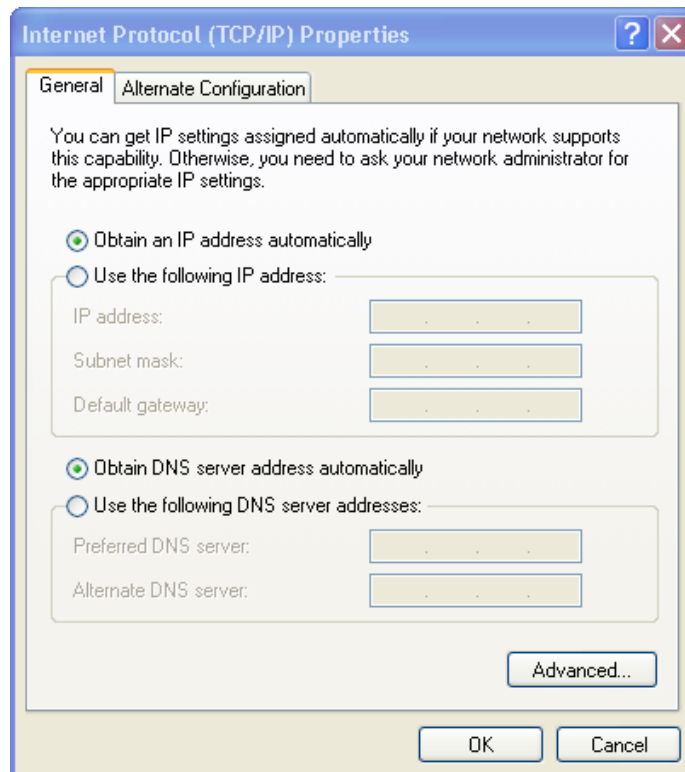 Internet Protocol (TCP/IP) Properties
General
Alternate Configuration
You can get IP settings assigned automatically if your network supports
this capability. Otherwise, you need to ask your network administrator for
the appropriate IP settings.
Obtain an IP address automatically
Use the following IP address:
IP address:
Subnet mask:
Default gateway:
Obtain DNS server address automatically
Use the following DNS server addresses:
Preferred DNS server:
Alternate DNS server:
Advanced...
OK
Cancel